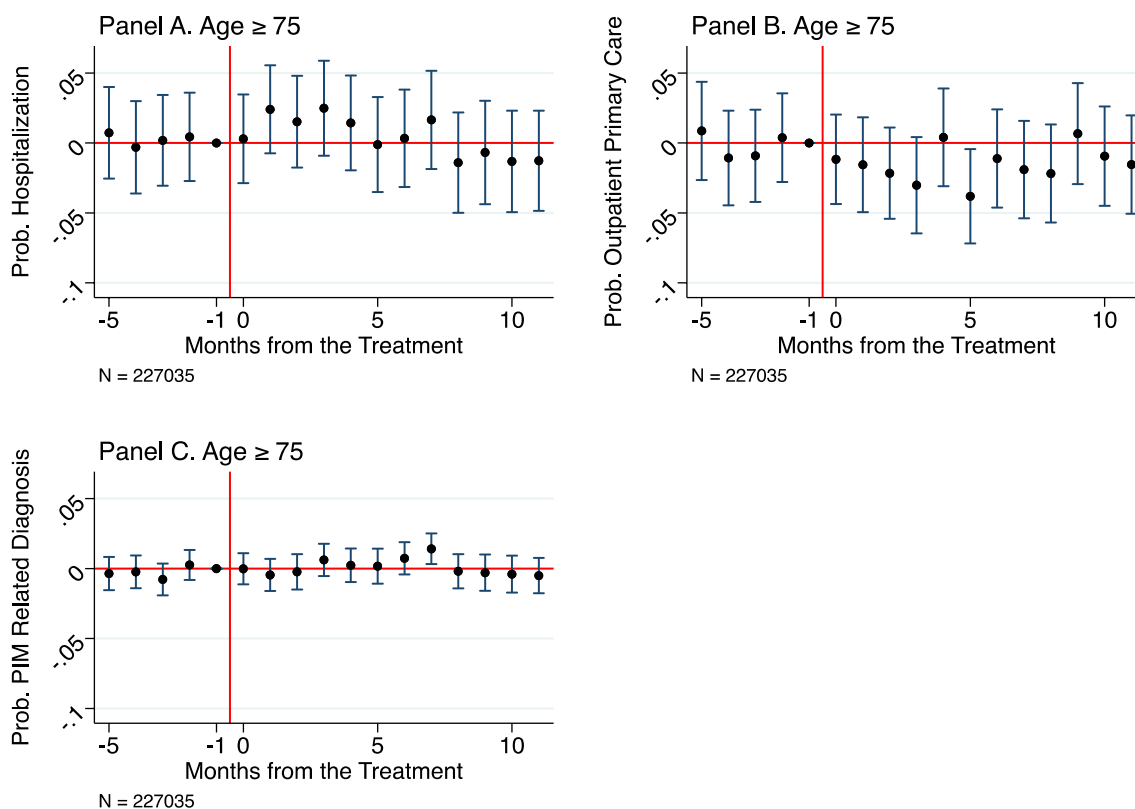 Panel A. Age ≥ 75
Prob. Hospitalization
.05
0
-.05
-.1
-5
-1
0
5
10
Months from the Treatment
N = 227035
Panel B. Age ≥ 75
Prob. Outpatient Primary Care
.05
0
-.05
-.1
-5
-1
0
5
10
Months from the Treatment
N = 227035
Panel C. Age ≥ 75
Prob. PIM Related Diagnosis
.05
0
-.05
-.1
-5
-1
0
5
10
Months from the Treatment
N = 227035